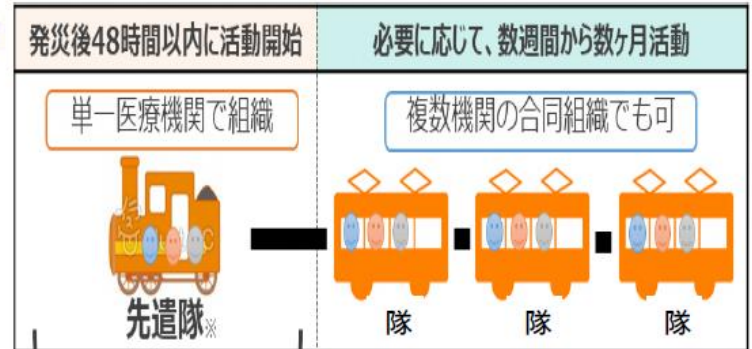 発災後48時間以内に活動開始
必要に応じて、数週間から数ヶ月活動
単一医療機関で組織
複数機関の合同組織でも可
先遣隊※
隊
隊
隊